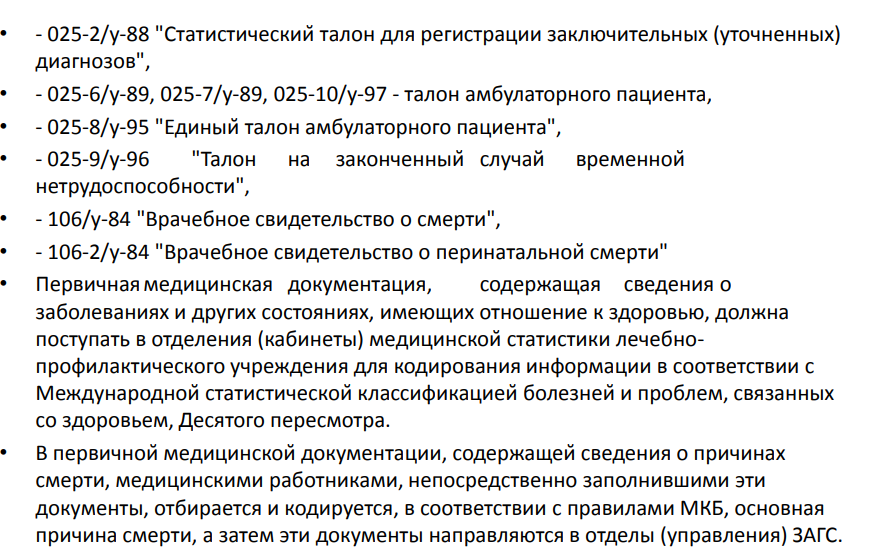 • - 025-2/у-88 "Статистический талон для регистрации заключительных (уточненных)
диагнозов",
• - 025-6/у-89, 025-7/у-89, 025-10/у-97 - талон амбулаторного пациента,
• - 025-8/у-95 "Единый талон амбулаторного пациента",
• - 025-9/у-96 "Талон на законченный случай временной
нетрудоспособности",
• - 106/у-84 "Врачебное свидетельство о смерти",
• - 106-2/у-84 "Врачебное свидетельство о перинатальной смерти"
• Первичная медицинская документация, содержащая сведения о
заболеваниях и других состояниях, имеющих отношение к здоровью, должна
поступать в отделения (кабинеты) медицинской статистики лечебно-
профилактического учреждения для кодирования информации в соответствии с
Международной статистической классификацией болезней и проблем, связанных
со здоровьем, Десятого пересмотра.
• В первичной медицинской документации, содержащей сведения о причинах
смерти, медицинскими работниками, непосредственно заполнившими эти
документы, отбирается и кодируется, в соответствии с правилами МКБ, основная
причина смерти, а затем эти документы направляются в отделы (управления) ЗАГС.